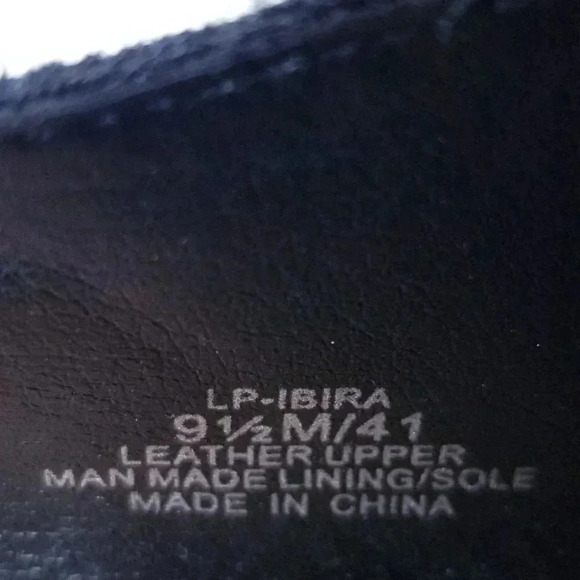 LP-IBIRA
9½M/41
LEATHER UPPER
MAN MADE LINING/SOLE
MADE IN CHINA